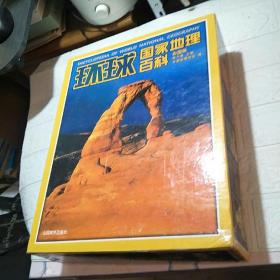 ENCYCLOPEDIA OF WORLD NATIONAL GEOGRAPHY
环球
国家地理
百科